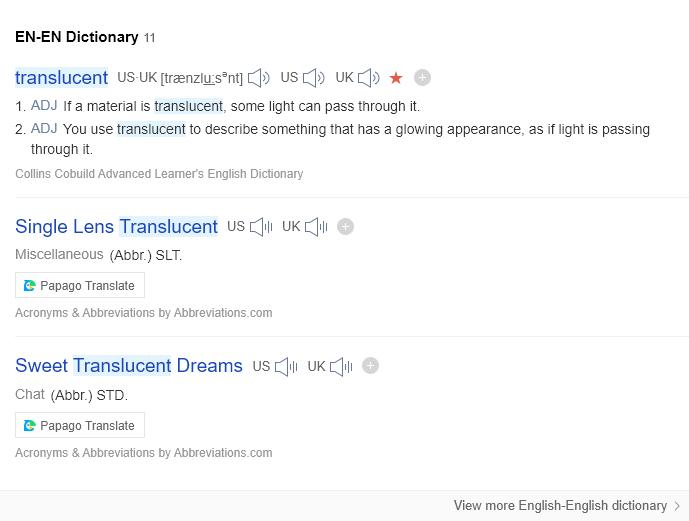 EN-EN Dictionary 11
translucent US·UK [trænzlu:sᵊnt] US UK
1. ADJ If a material is translucent, some light can pass through it.
2. ADJ You use translucent to describe something that has a glowing appearance, as if light is passing
through it.
Collins Cobuild Advanced Learner's English Dictionary
Single Lens Translucent US UK
Miscellaneous (Abbr.) SLT.
Papago Translate
Acronyms & Abbreviations by Abbreviations.com
Sweet Translucent Dreams US UK
Chat (Abbr.) STD.
Papago Translate
Acronyms & Abbreviations by Abbreviations.com
View more English-English dictionary